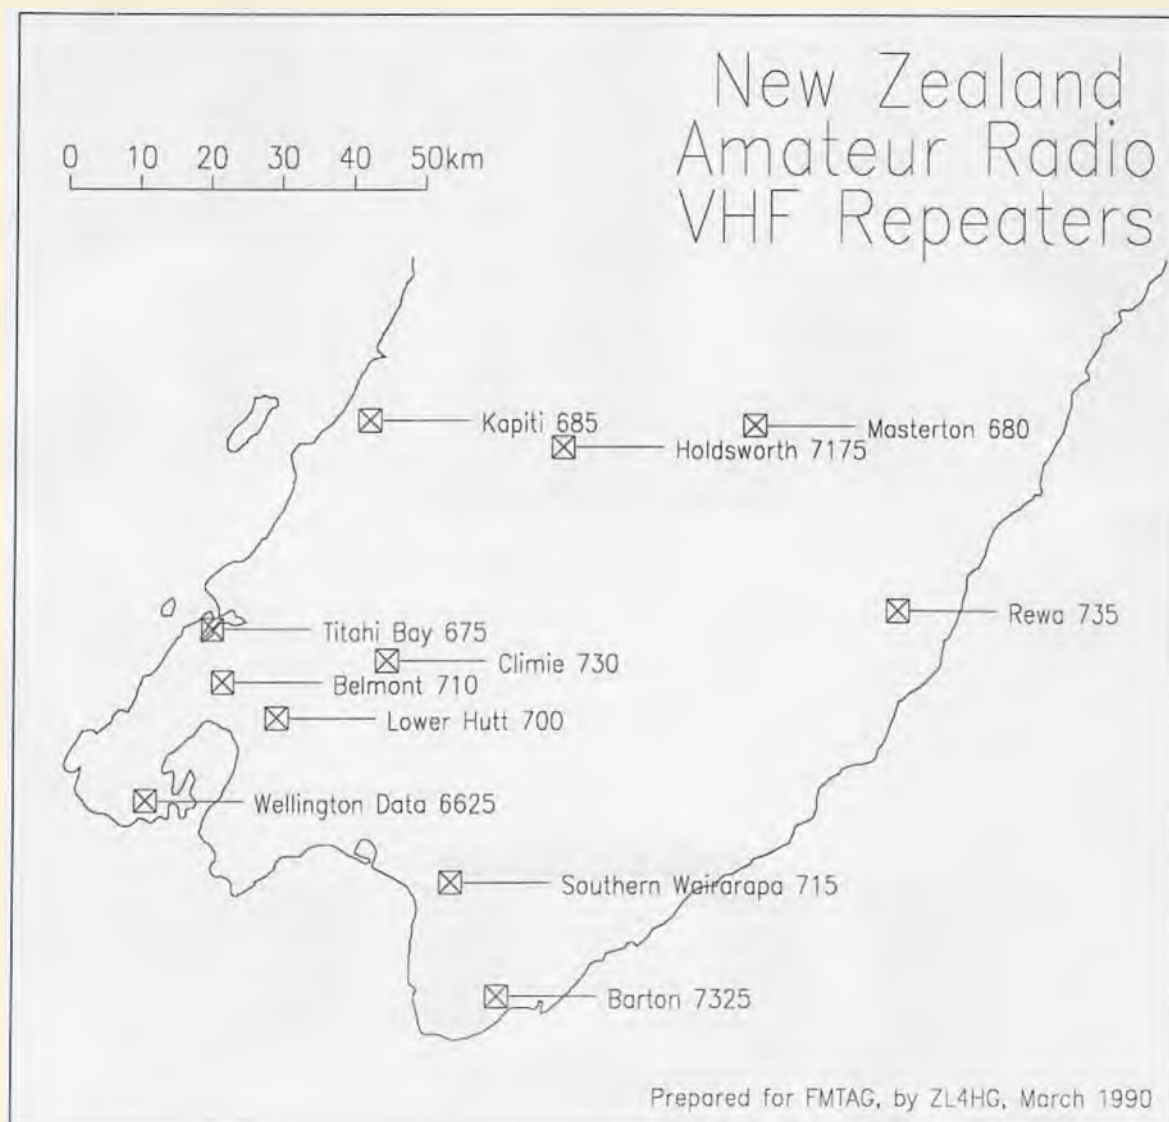 New Zealand
Amateur Radio
VHF Repeaters
0 10 20 30 40 50km
Kapiti 685
Masterton 680
Holdsworth 7175
Rewa 735
Titahi Bay 675
Climie 730
Belmont 710
Lower Hutt 700
Wellington Data 6625
Southern Wairarapa 715
Barton 7325
Prepared for FMTAG, by ZL4HG, March 1990